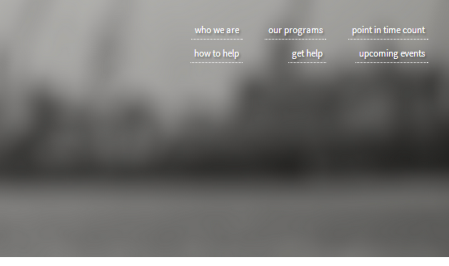 who we are our programs point in time count
how to help get help upcoming events